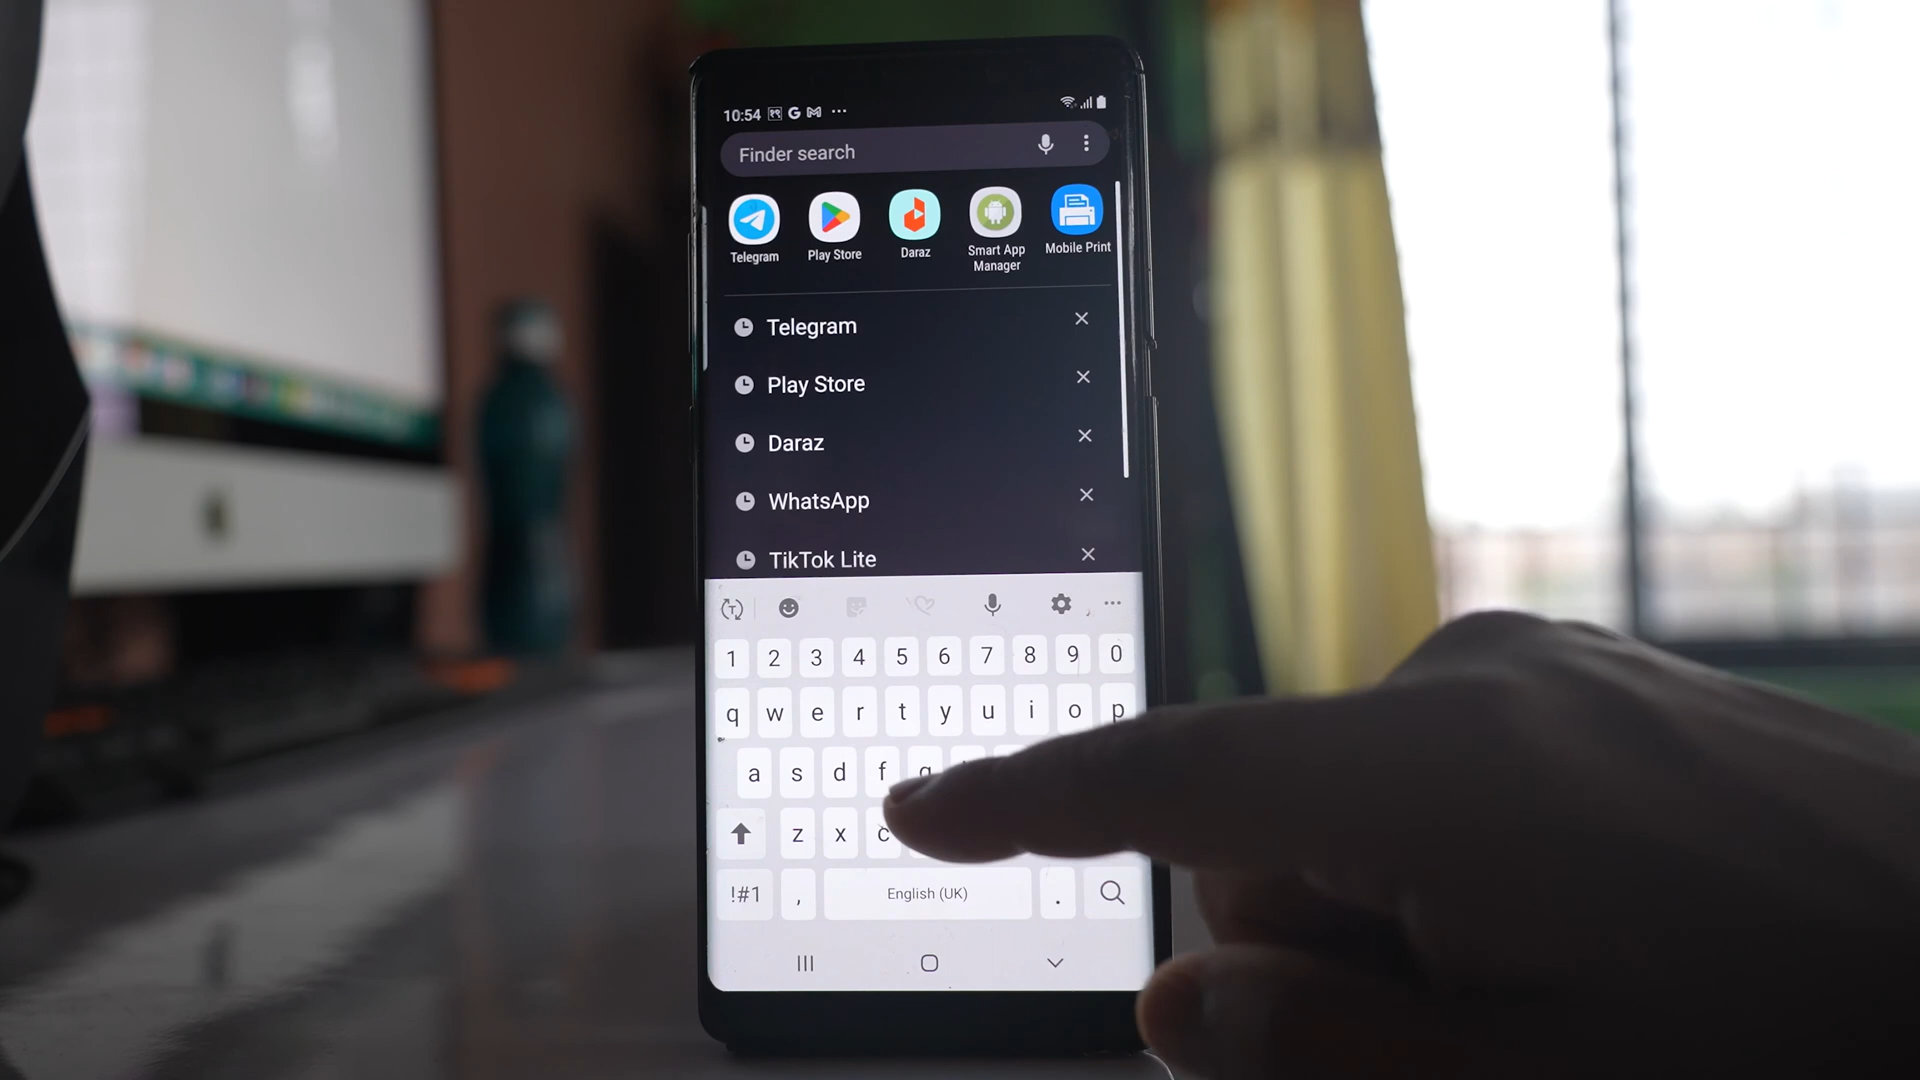 10:54
Finder search
Telegram
Play Store
Daraz
Smart App
Manager
Mobile Print
Telegram
Play Store
Daraz
WhatsApp
TikTok Lite
1 2 3 4 5 6 7 8 9 0
q w e r t y u i o p
a s d f g
z x c
!#1 , English (UK) .